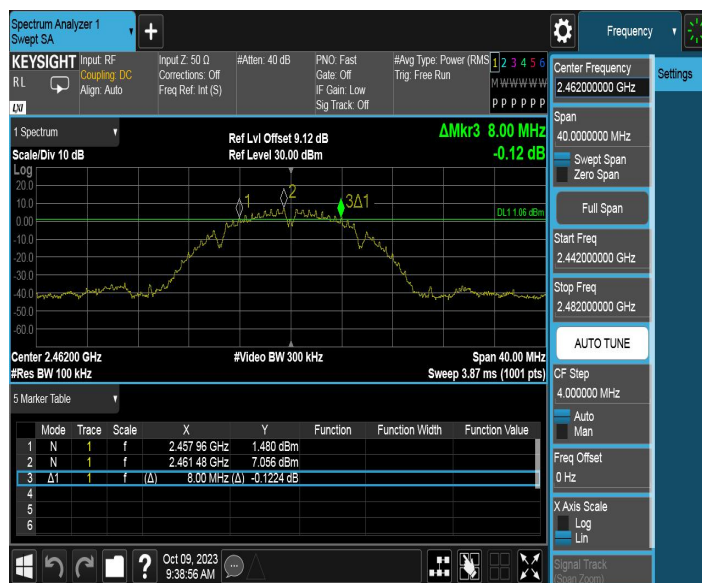 Spectrum Analyzer 1
Swept SA
Frequency
KEYSIGHT
RL
LXI
Input: RF
Coupling: DC
Align: Auto
Input Z: 50 Ω
Corrections: Off
Freq Ref: Int (S)
#Atten: 40 dB
PNO: Fast
Gate: Off
IF Gain: Low
Sig Track: Off
#Avg Type: Power (RMS
Trig: Free Run
1 2 3 4 5 6
M W W W W W
P P P P P P
1 Spectrum
Scale/Div 10 dB
Ref Lvl Offset 9.12 dB
Ref Level 30.00 dBm
ΔMkr3 8.00 MHz
-0.12 dB
Log
20.0
10.0
0.00
-10.0
-20.0
-30.0
-40.0
-50.0
-60.0
1
2
3Δ1
DL1 1.06 dBm
Center 2.46200 GHz
#Video BW 300 kHz
Span 40.00 MHz
#Res BW 100 kHz
Sweep 3.87 ms (1001 pts)
5 Marker Table
Mode Trace Scale X Y Function Function Width Function Value
1 N 1 f 2.457 96 GHz 1.480 dBm
2 N 1 f 2.461 48 GHz 7.056 dBm
3 Δ1 1 f (Δ) 8.00 MHz (Δ) -0.1224 dB
4
5
6
Oct 09, 2023
9:38:56 AM
Center Frequency
2.462000000 GHz
Span
40.0000000 MHz
Swept Span
Zero Span
Full Span
Start Freq
2.442000000 GHz
Stop Freq
2.482000000 GHz
AUTO TUNE
CF Step
4.000000 MHz
Auto
Man
Freq Offset
0 Hz
X Axis Scale
Log
Lin
Signal Track
(Span Zoom)
Settings